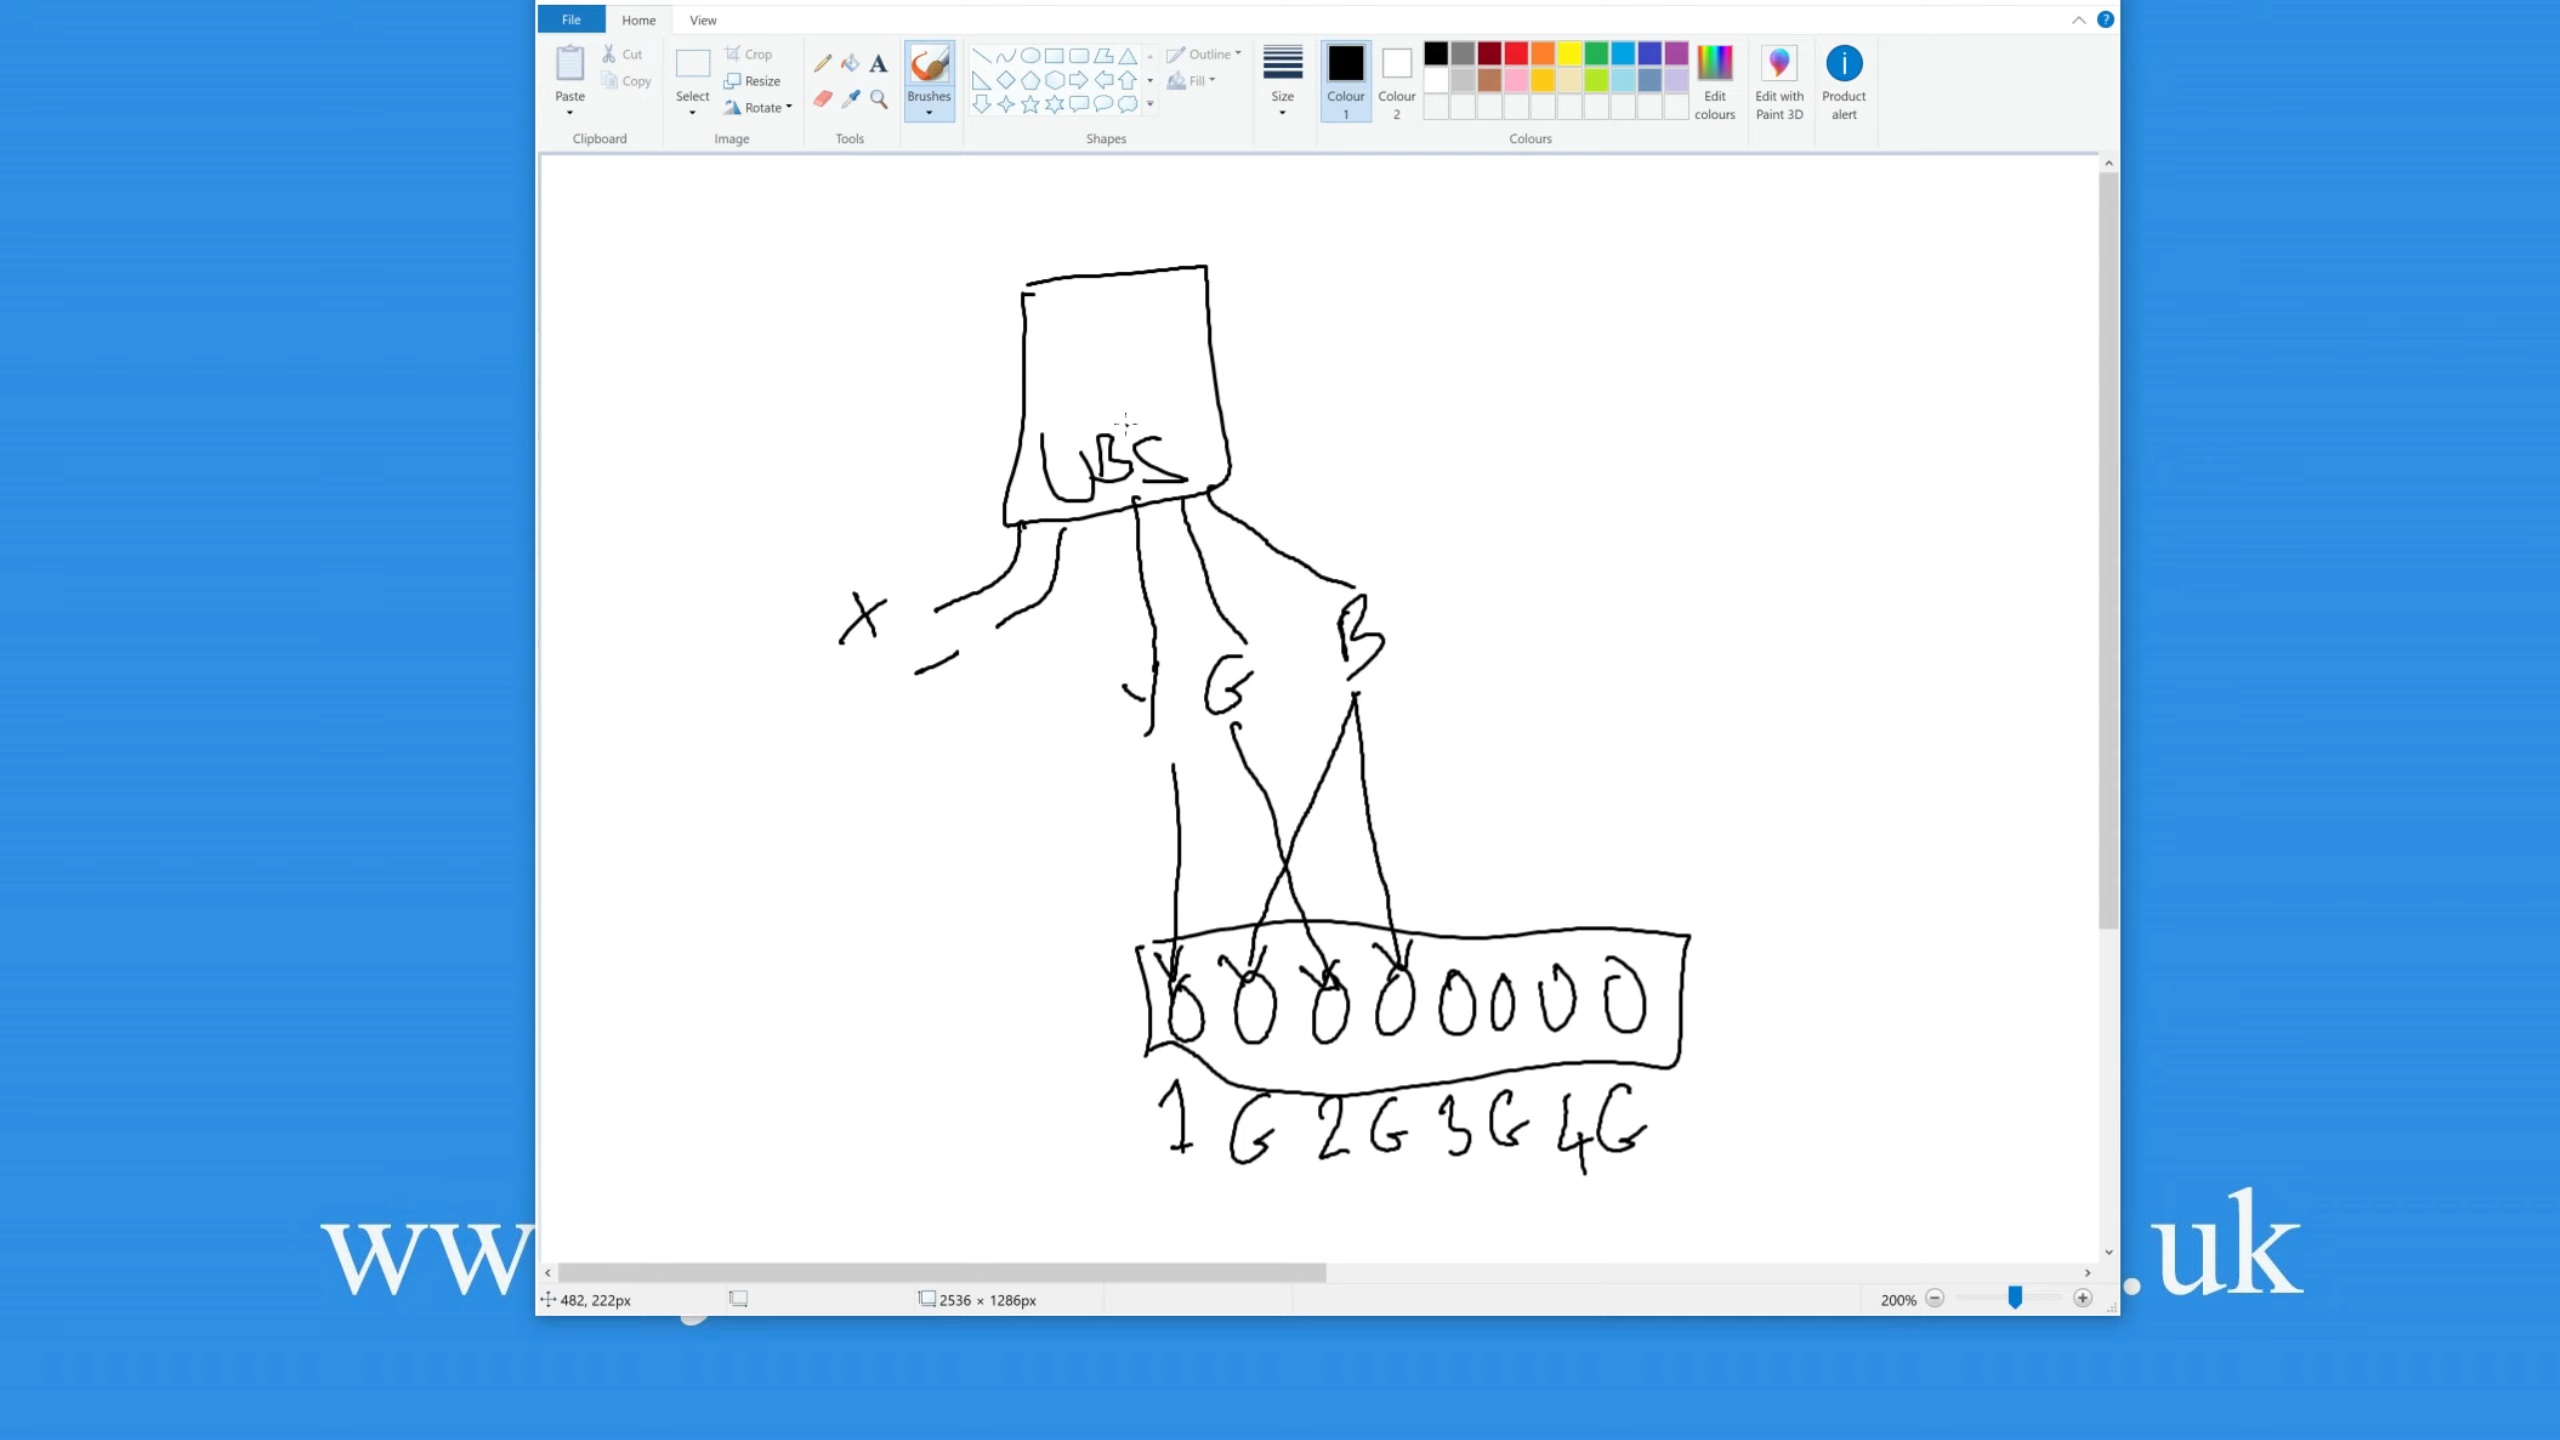 File Home View
Paste
Cut
Copy
Clipboard
Select
Crop
Resize
Rotate
Image
A
Tools
Brushes
Outline
Fill
Shapes
Size
Colour 1
Colour 2
Edit colours
Colours
Edit with Paint 3D
Product alert
UBS
X
y G B
1 G 2G 3G 4G
482, 222px
2536 × 1286px
200%
ww
.uk